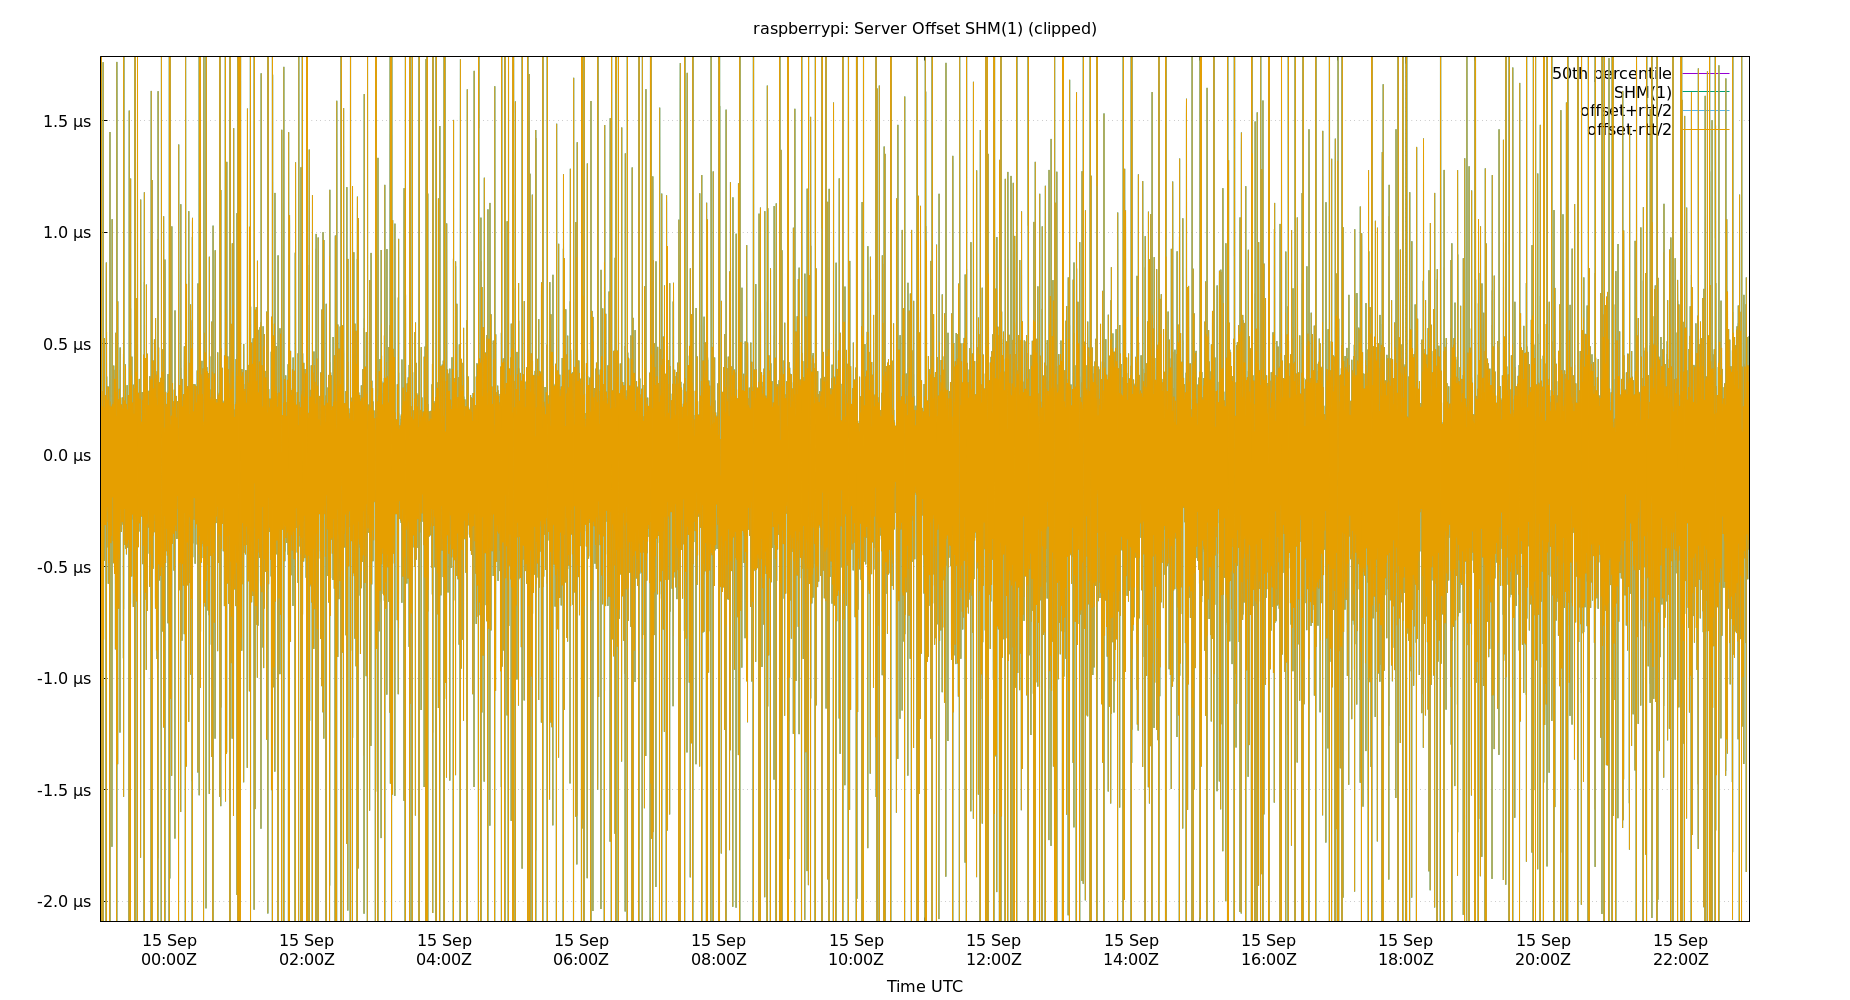 raspberrypi: Server Offset SHM(1) (clipped)
50th percentile
SHM(1)
offset+rtt/2
offset-rtt/2
1.5 µs
1.0 µs
0.5 µs
0.0 µs
-0.5 µs
-1.0 µs
-1.5 µs
-2.0 µs
15 Sep 15 Sep 15 Sep 15 Sep 15 Sep 15 Sep 15 Sep 15 Sep 15 Sep 15 Sep 15 Sep 15 Sep
00:00Z 02:00Z 04:00Z 06:00Z 08:00Z 10:00Z 12:00Z 14:00Z 16:00Z 18:00Z 20:00Z 22:00Z
Time UTC